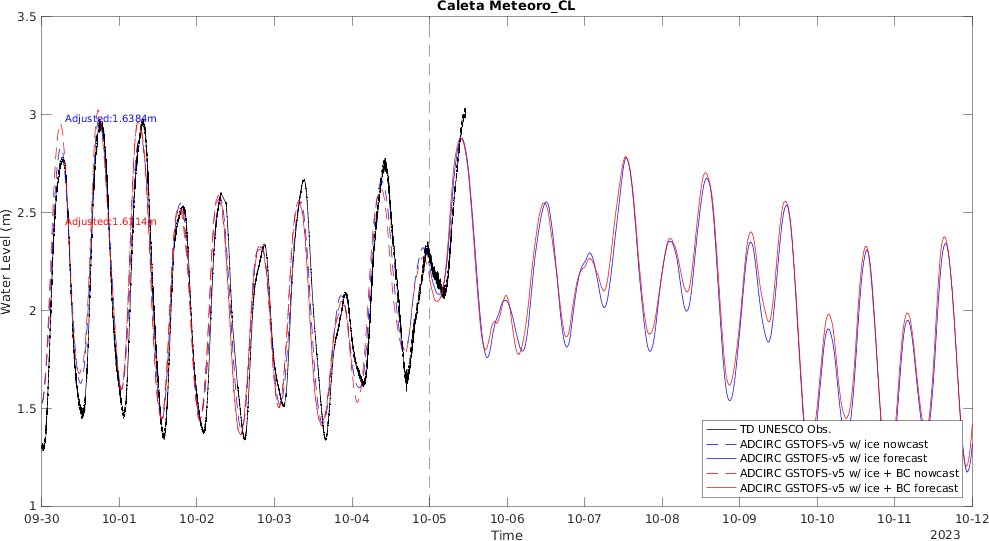 Caleta Meteoro_CL
3.5
3
2.5
2
1.5
1
Water Level (m)
Adjusted:1.6384m
Adjusted:1.6114m
TD UNESCO Obs.
ADCIRC GSTOFS-v5 w/ ice nowcast
ADCIRC GSTOFS-v5 w/ ice forecast
ADCIRC GSTOFS-v5 w/ ice + BC nowcast
ADCIRC GSTOFS-v5 w/ ice + BC forecast
09-30 10-01 10-02 10-03 10-04 10-05 10-06 10-07 10-08 10-09 10-10 10-11 10-12
Time
2023